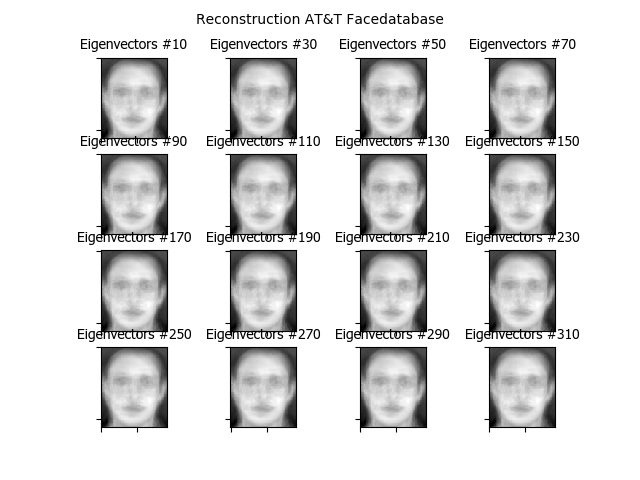 Reconstruction AT&T Facedatabase
Eigenvectors #10 Eigenvectors #30 Eigenvectors #50 Eigenvectors #70
Eigenvectors #90 Eigenvectors #110 Eigenvectors #130 Eigenvectors #150
Eigenvectors #170 Eigenvectors #190 Eigenvectors #210 Eigenvectors #230
Eigenvectors #250 Eigenvectors #270 Eigenvectors #290 Eigenvectors #310